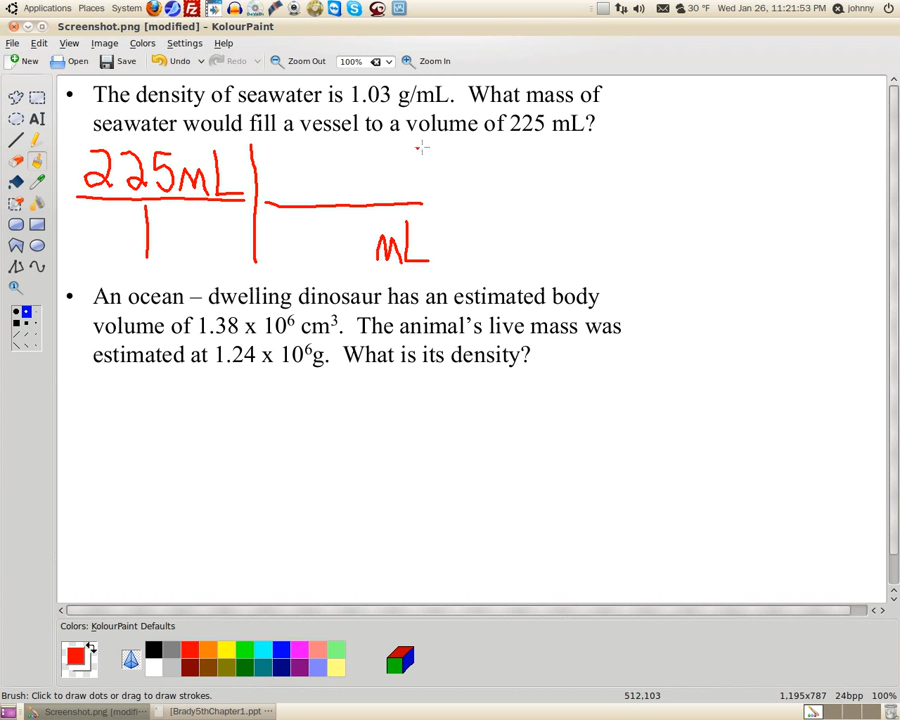 Applications Places System 30 °F Wed Jan 26, 11:21:53 PM johnny
Screenshot.png [modified] – KolourPaint
File Edit View Image Colors Settings Help
New Open Save Undo Redo Zoom Out 100% Zoom In
• The density of seawater is 1.03 g/mL. What mass of
seawater would fill a vessel to a volume of 225 mL?
225mL
1 mL
• An ocean – dwelling dinosaur has an estimated body
volume of 1.38 x 10⁶ cm³. The animal's live mass was
estimated at 1.24 x 10⁶g. What is its density?
Colors: KolourPaint Defaults
Brush: Click to draw dots or drag to draw strokes. 512,103 1,195x787 24bpp 100%
Screenshot.png (modifi··· [Brady5thChapter1.ppt ···